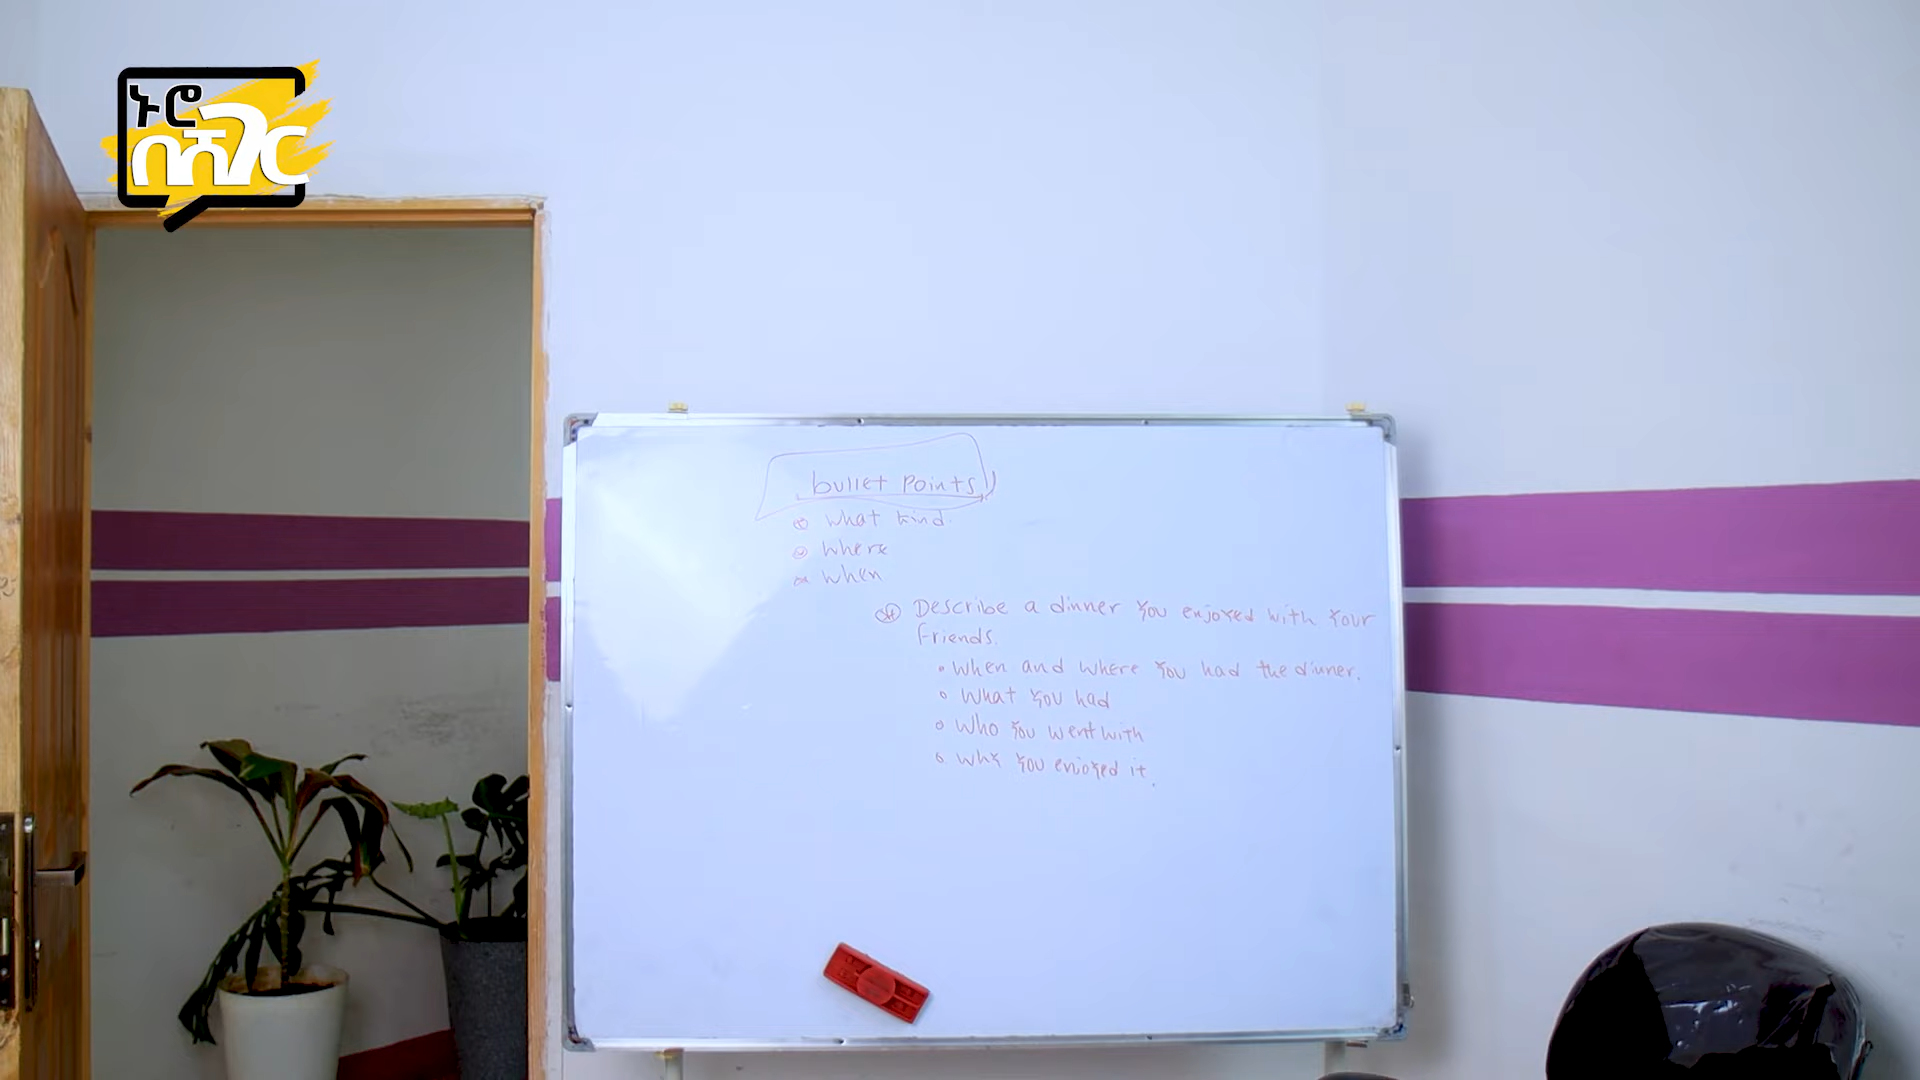 ኑሮ
በሸገር
bullet points
what kind.
where
when
Describe a dinner you enjoyed with your
friends.
when and where you had the dinner.
what you had
who you went with
why you enjoyed it.